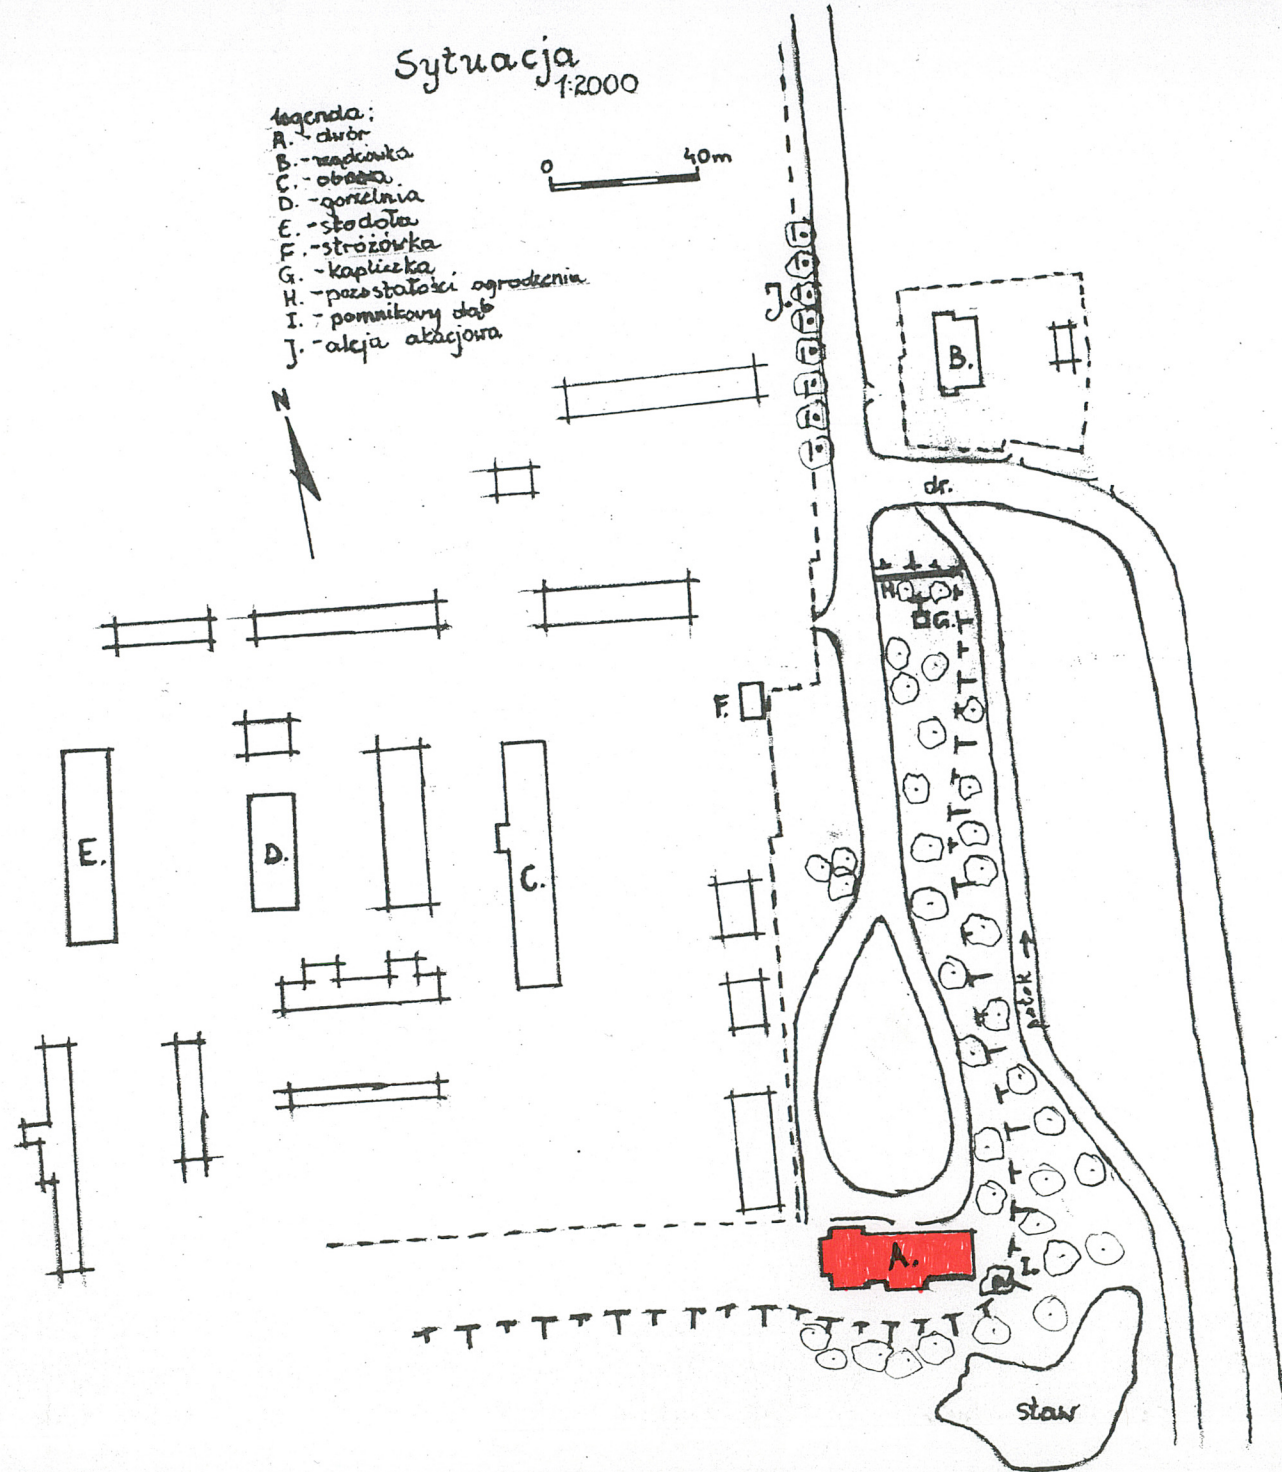 Sytuacja
1:2000
legenda:
A. - dwór
B. - rządcówka
C. - obora
D. - gorzelnia
E. - stodoła
F. - stróżówka
G. - kapliczka
H. - pozostałości ogrodzenia
I. - pomnikowy dąb
J. - aleja akacjowa
0 40m
N
J.
B.
dr.
H.
G.
F.
E.
D.
C.
potok
A.
I.
staw